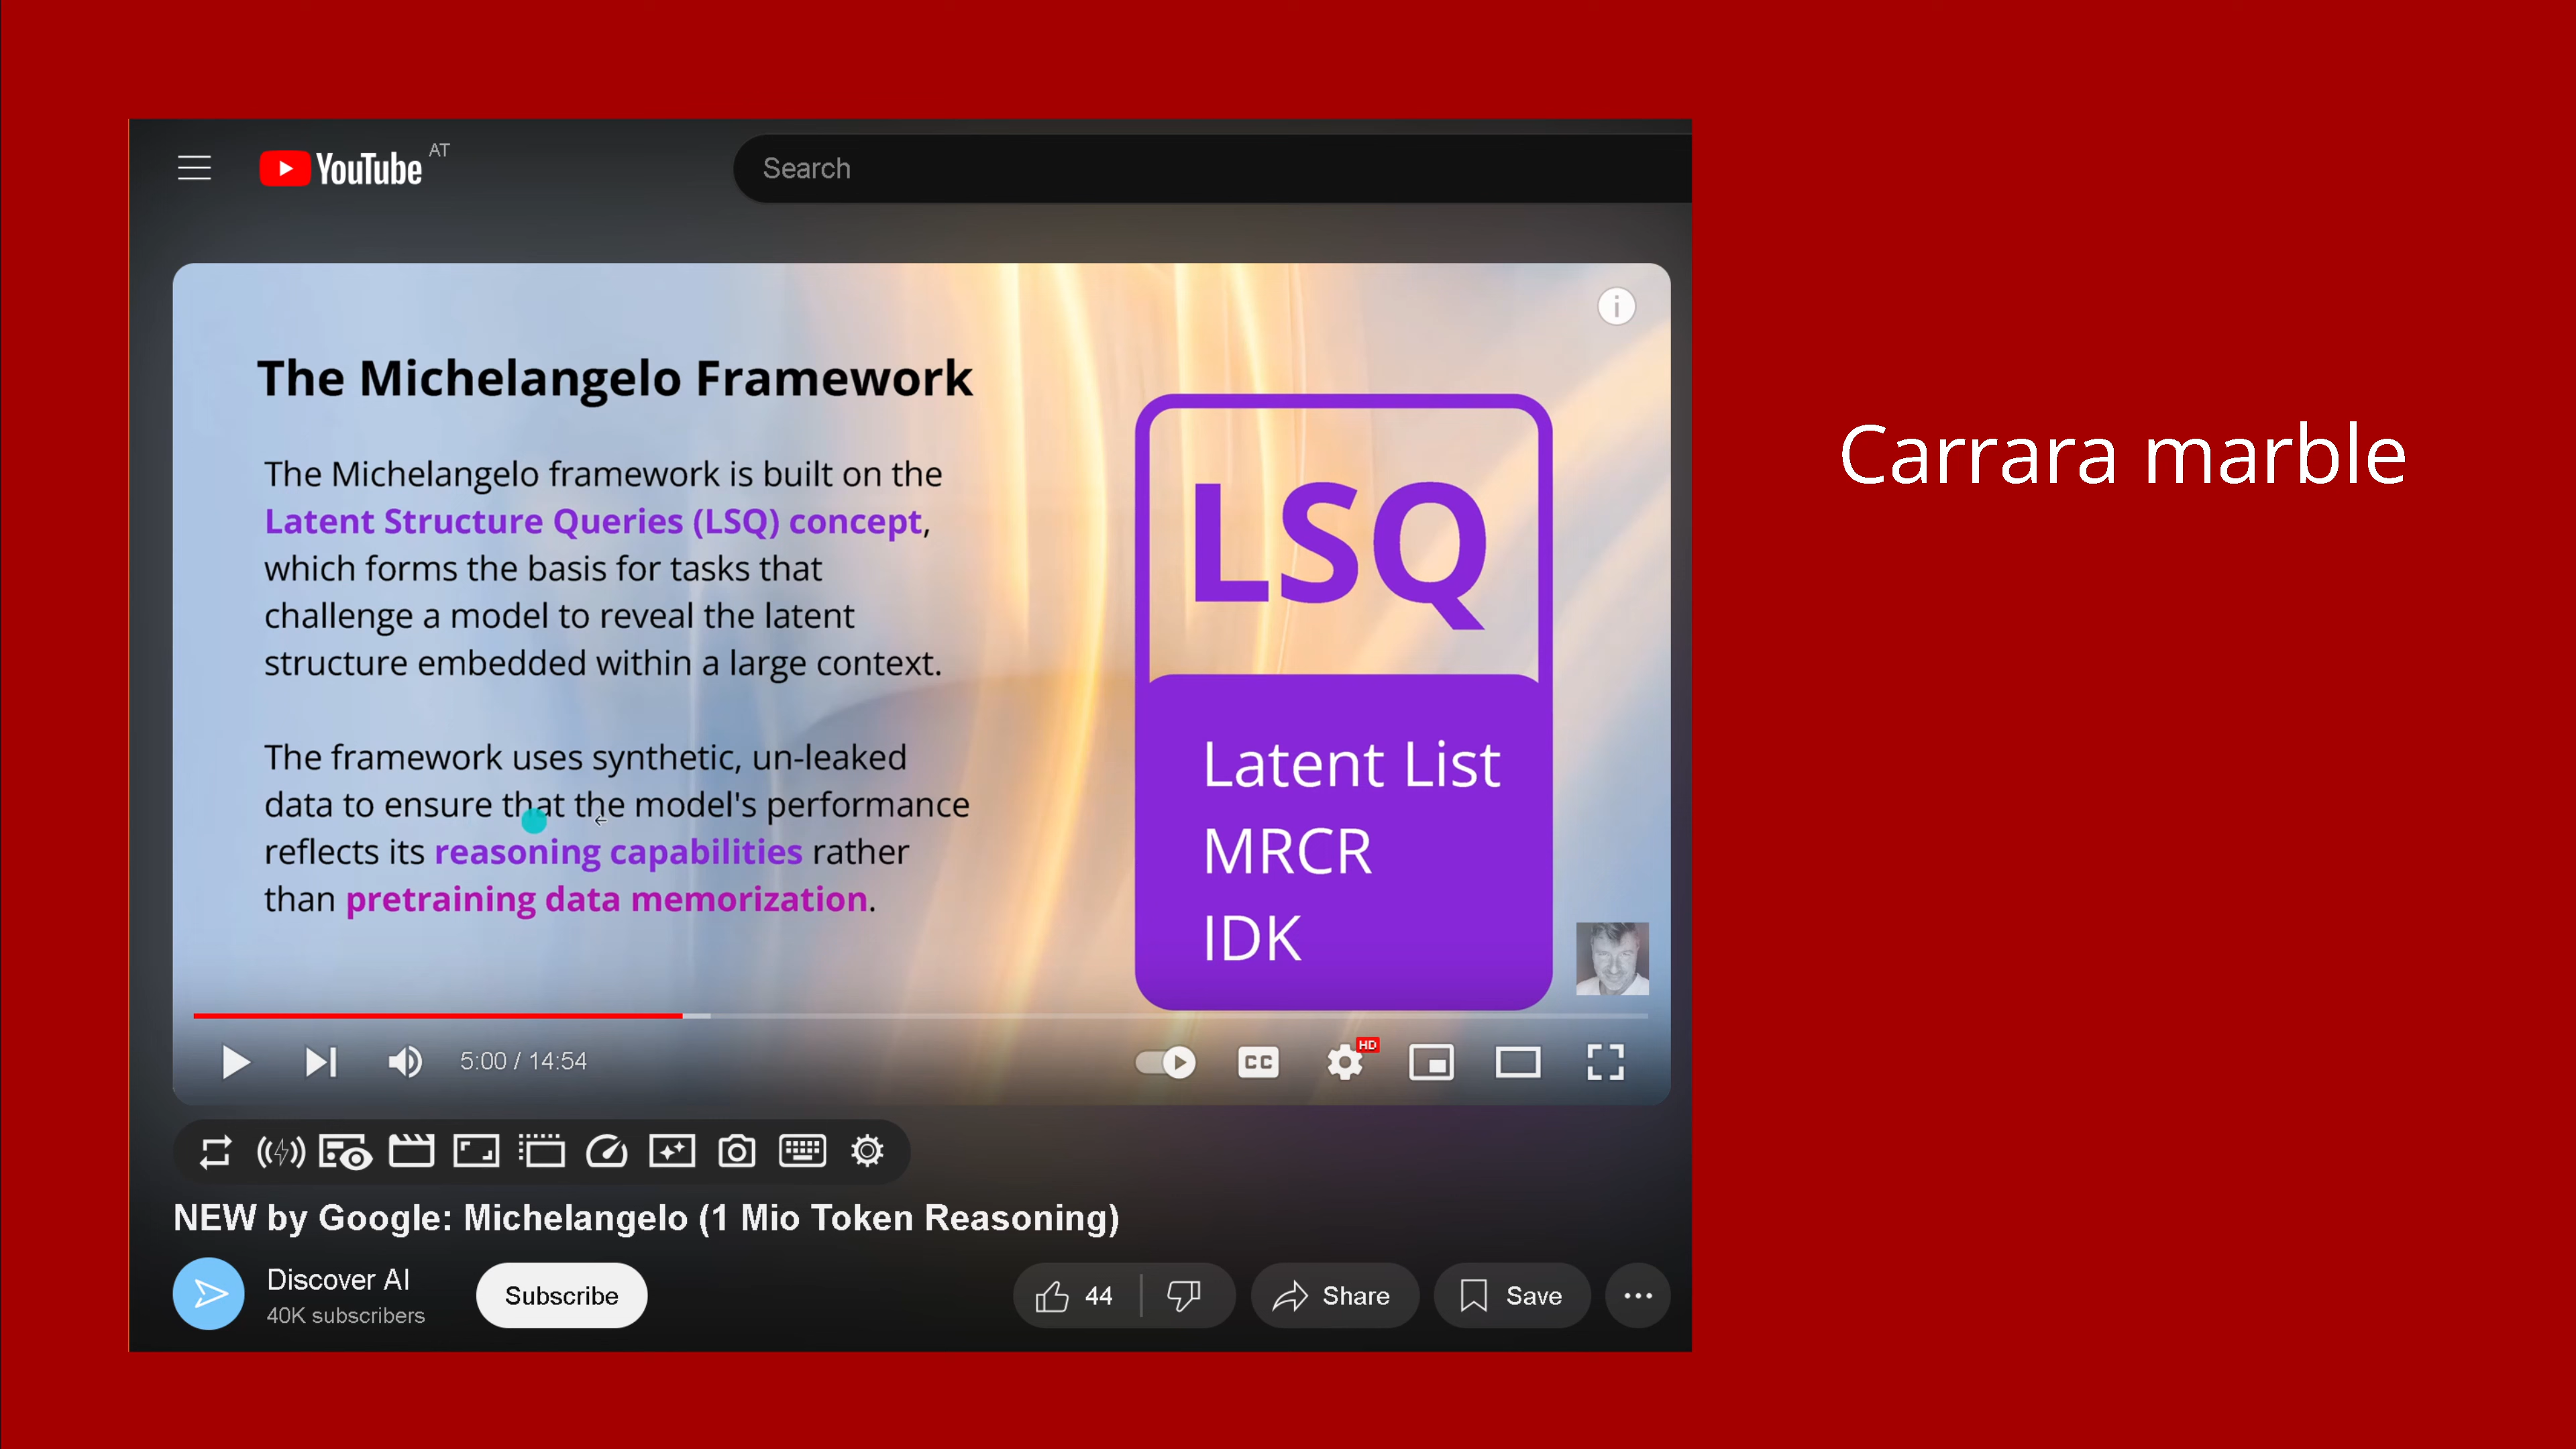 YouTube AT
Search
The Michelangelo Framework
The Michelangelo framework is built on the
Latent Structure Queries (LSQ) concept,
which forms the basis for tasks that
challenge a model to reveal the latent
structure embedded within a large context.
The framework uses synthetic, un-leaked
data to ensure that the model's performance
reflects its reasoning capabilities rather
than pretraining data memorization.
LSQ
Latent List
MRCR
IDK
5:00 / 14:54
CC
HD
NEW by Google: Michelangelo (1 Mio Token Reasoning)
Discover AI
40K subscribers
Subscribe
44
Share
Save
Carrara marble